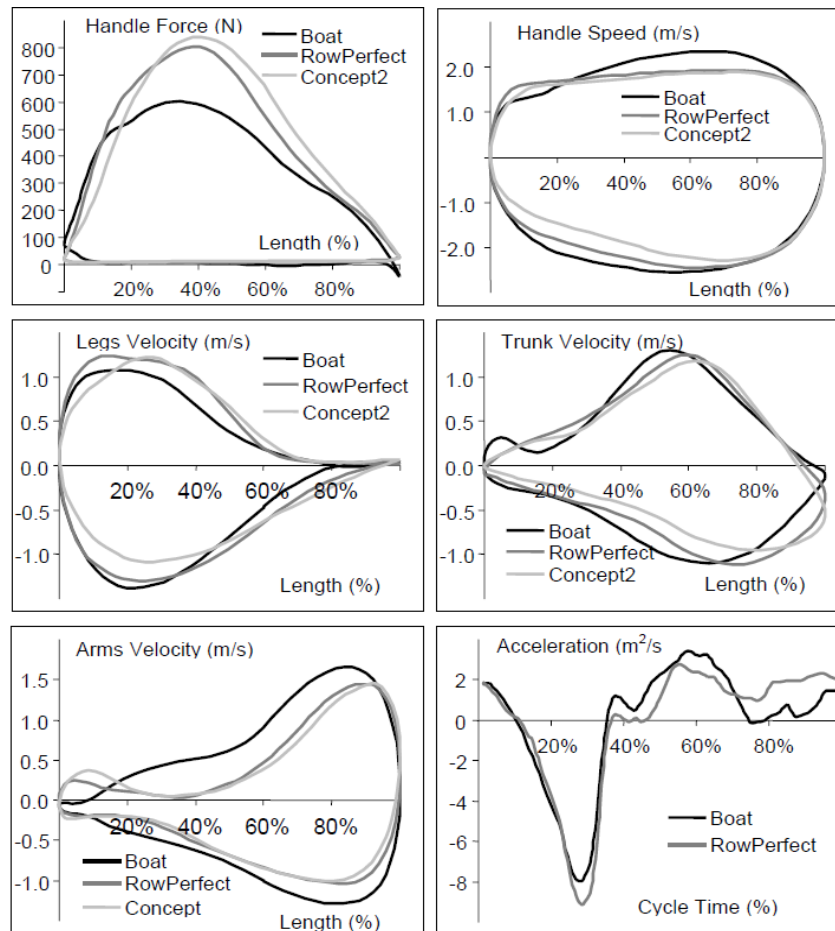 Handle Force (N)
800
700
600
500
400
300
200
100
0
Boat
RowPerfect
Concept2
Length (%)
20% 40% 60% 80%
Handle Speed (m/s)
2.0
1.0
-1.0
-2.0
Boat
RowPerfect
Concept2
20% 40% 60% 80%
Length (%)
Legs Velocity (m/s)
1.0
0.5
0.0
-0.5
-1.0
Boat
RowPerfect
Concept2
20% 40% 60% 80%
Length (%)
Trunk Velocity (m/s)
1.0
0.5
0.0
-0.5
-1.0
20% 40% 60% 80%
Boat
RowPerfect
Concept2
Length (%)
Arms Velocity (m/s)
1.5
1.0
0.5
0.0
-0.5
-1.0
20% 40% 60% 80%
Boat
RowPerfect
Concept
Length (%)
Acceleration (m²/s
2
0
-2
-4
-6
-8
20% 40% 60% 80%
Boat
RowPerfect
Cycle Time (%)